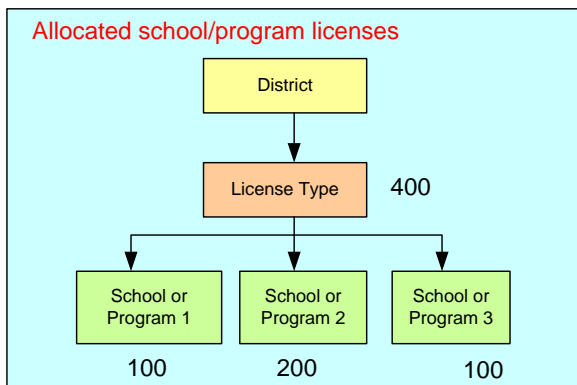 Allocated school/program licenses
District
License Type
400
School or
Program 1
School or
Program 2
School or
Program 3
100
200
100